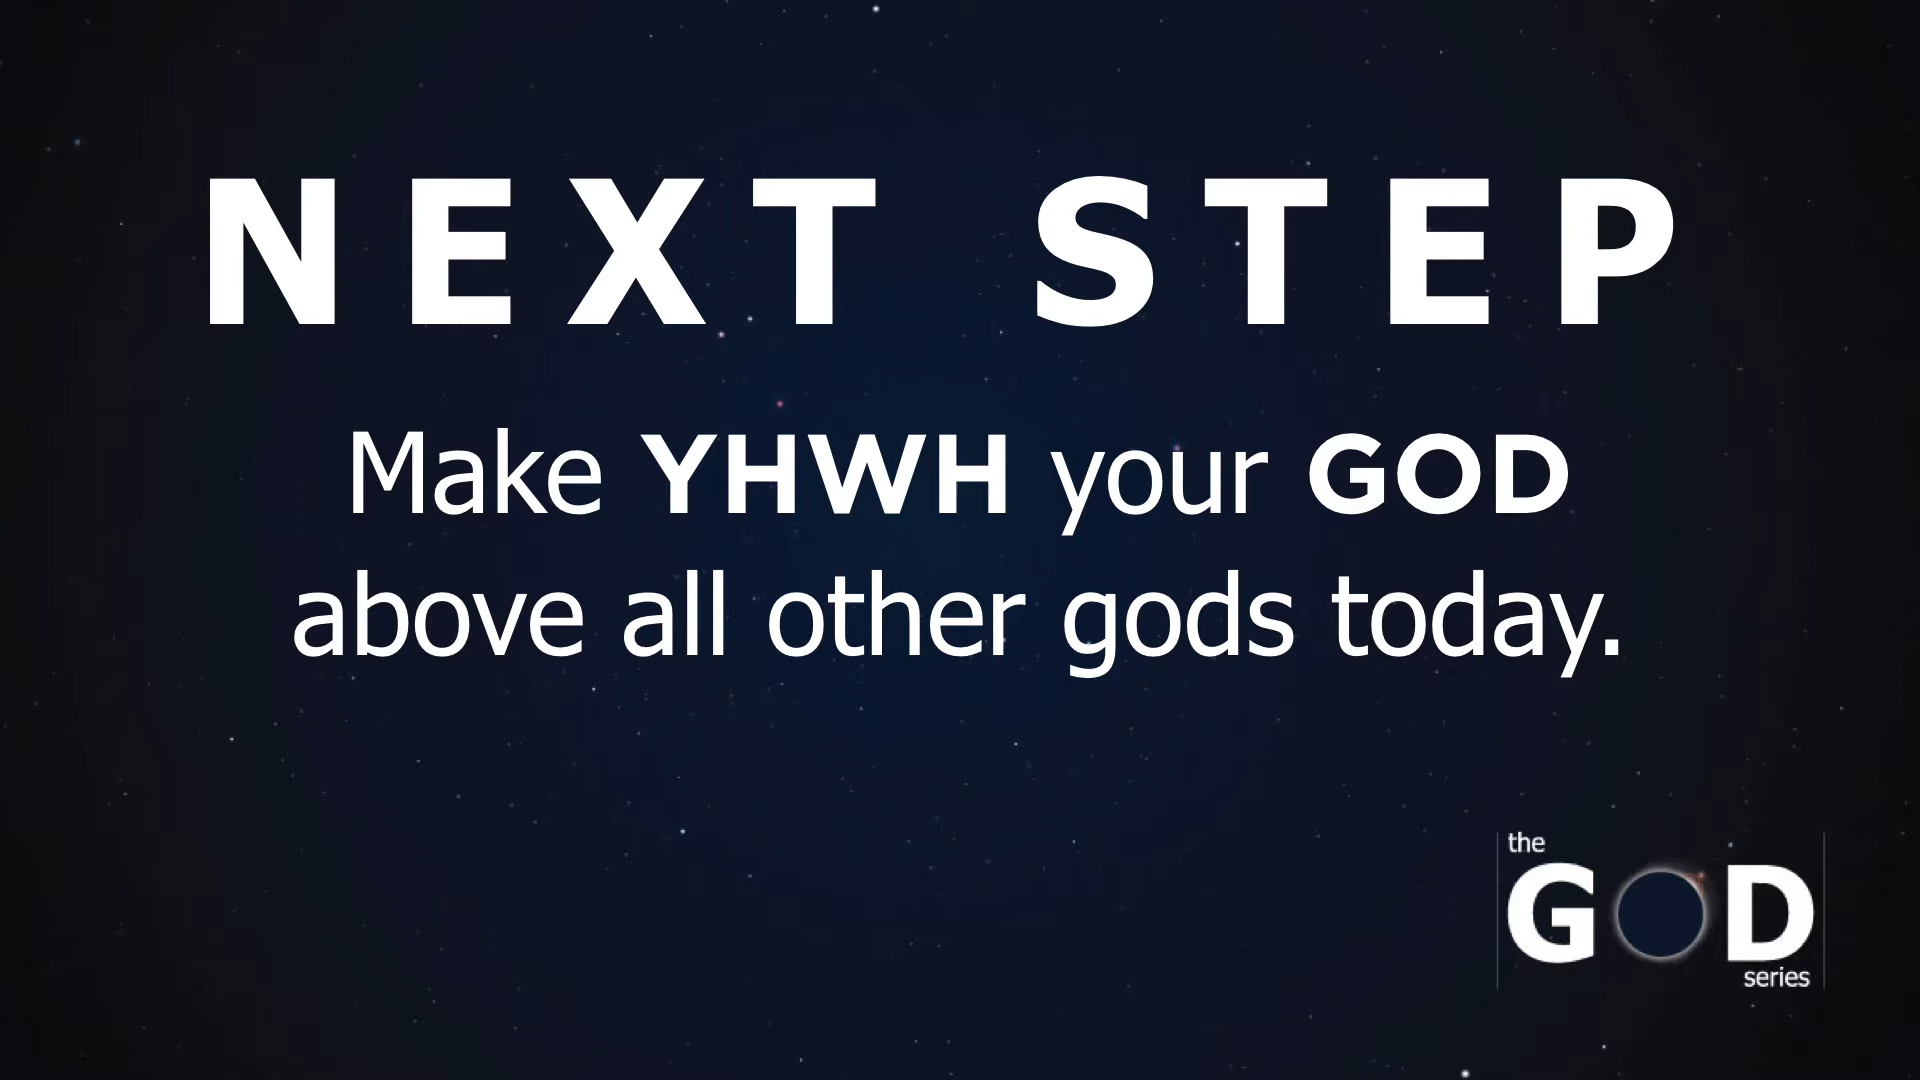 NEXT STEP
Make YHWH your GOD
above all other gods today.
the
GOD
series